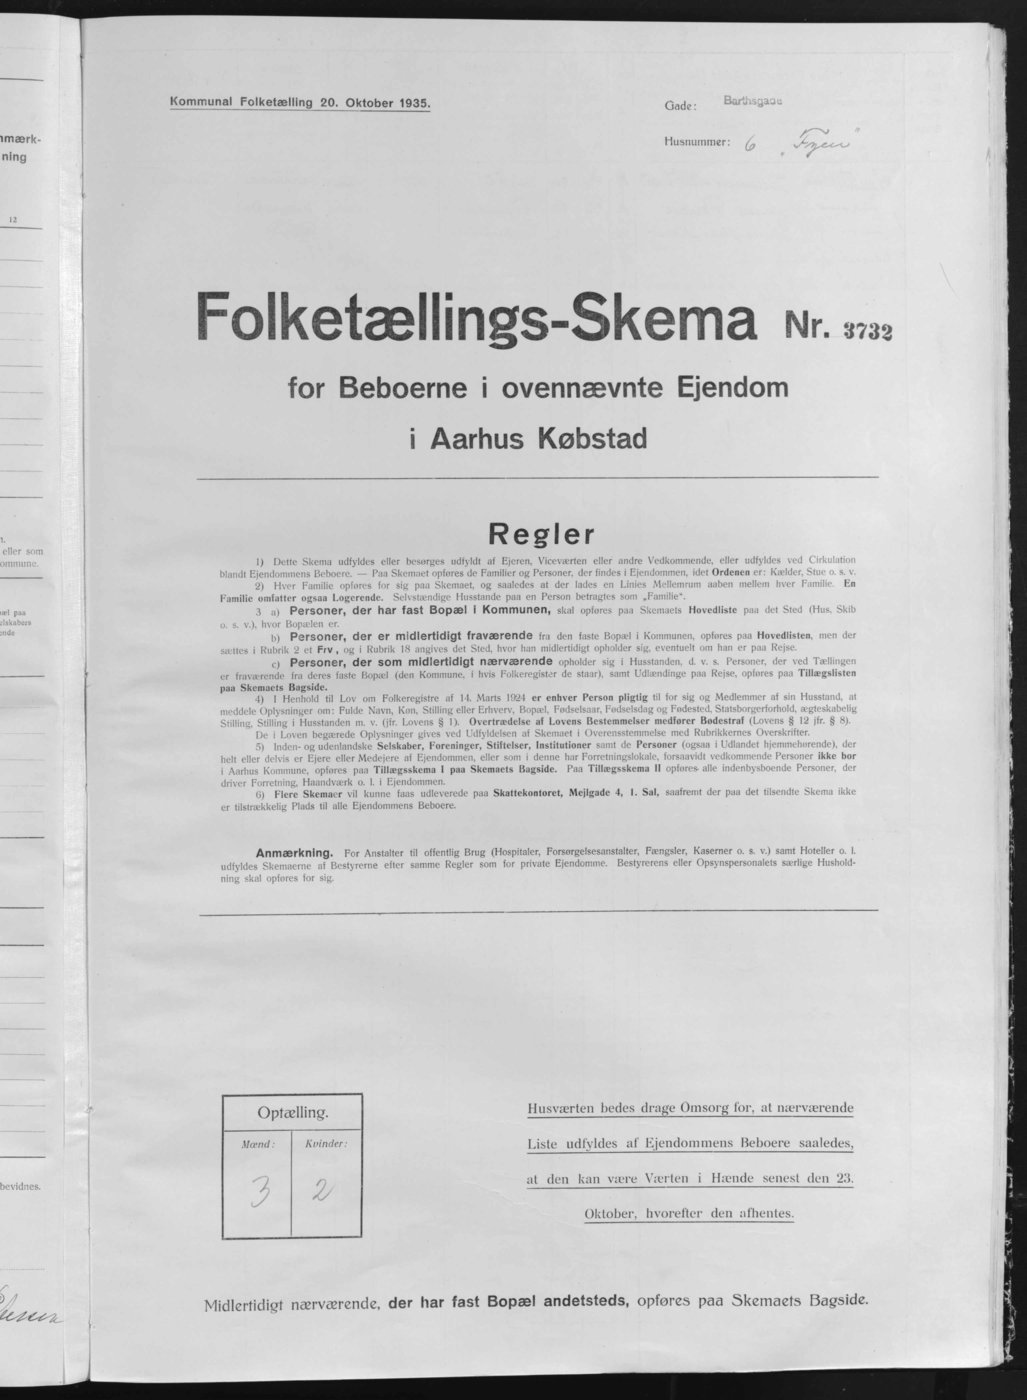 Kommunal Folketælling 20. Oktober 1935.
Gade: Barthsgade
Husnummer: 6 „Fyen"
Folketællings-Skema Nr. 3732
for Beboerne i ovennævnte Ejendom
i Aarhus Købstad
Regler
1) Dette Skema udfyldes eller besørges udfyldt af Ejeren, Viceværten eller andre Vedkommende, eller udfyldes ved Cirkulation
blandt Ejendommens Beboere. — Paa Skemaet opføres de Familier og Personer, der findes i Ejendommen, idet Ordenen er: Kælder, Stue o. s. v.
2) Hver Familie opføres for sig paa Skemaet, og saaledes at der lades en Linies Mellemrum aaben mellem hver Familie. En
Familie omfatter ogsaa Logerende. Selvstændige Husstande paa en Person betragtes som „Familie".
3 a) Personer, der har fast Bopæl i Kommunen, skal opføres paa Skemaets Hovedliste paa det Sted (Hus, Skib
o. s. v.), hvor Bopælen er.
b) Personer, der er midlertidigt fraværende fra den faste Bopæl i Kommunen, opføres paa Hovedlisten, men der
sættes i Rubrik 2 et Frv, og i Rubrik 18 angives det Sted, hvor han midlertidigt opholder sig, eventuelt om han er paa Rejse.
c) Personer, der som midlertidigt nærværende opholder sig i Husstanden, d. v. s. Personer, der ved Tællingen
er fraværende fra deres faste Bopæl (den Kommune, i hvis Folkeregister de staar), samt Udlændinge paa Rejse, opføres paa Tillægslisten
paa Skemaets Bagside.
4) I Henhold til Lov om Folkeregistre af 14. Marts 1924 er enhver Person pligtig til for sig og Medlemmer af sin Husstand, at
meddele Oplysninger om: Fulde Navn, Køn, Stilling eller Erhverv, Bopæl, Fødselsaar, Fødselsdag og Fødested, Statsborgerforhold, ægteskabelig
Stilling, Stilling i Husstanden m. v. (jfr. Lovens § 1). Overtrædelse af Lovens Bestemmelser medfører Bødestraf (Lovens § 12 jfr. § 8).
De i Loven begærede Oplysninger gives ved Udfyldelsen af Skemaet i Overensstemmelse med Rubrikkernes Overskrifter.
5) Inden- og udenlandske Selskaber, Foreninger, Stiftelser, Institutioner samt de Personer (ogsaa i Udlandet hjemmehørende), der
helt eller delvis er Ejere eller Medejere af Ejendommen, eller som i denne har Forretningslokale, forsaavidt vedkommende Personer ikke bor
i Aarhus Kommune, opføres paa Tillægsskema I paa Skemaets Bagside. Paa Tillægsskema II opføres alle indenbysboende Personer, der
driver Forretning, Haandværk o. l. i Ejendommen.
6) Flere Skemaer vil kunne faas udleverede paa Skattekontoret, Mejlgade 4, 1. Sal, saafremt der paa det tilsendte Skema ikke
er tilstrækkelig Plads til alle Ejendommens Beboere.
Anmærkning. For Anstalter til offentlig Brug (Hospitaler, Forsørgelsesanstalter, Fængsler, Kaserner o. s. v.) samt Hoteller o. l.
udfyldes Skemaerne af Bestyrerne efter samme Regler som for private Ejendomme. Bestyrerens eller Opsynspersonalets særlige Hushold-
ning skal opføres for sig.
Optælling.
Mænd: Kvinder:
3 2
Husværten bedes drage Omsorg for, at nærværende
Liste udfyldes af Ejendommens Beboere saaledes,
at den kan være Værten i Hænde senest den 23.
Oktober, hvorefter den afhentes.
Midlertidigt nærværende, der har fast Bopæl andetsteds, opføres paa Skemaets Bagside.